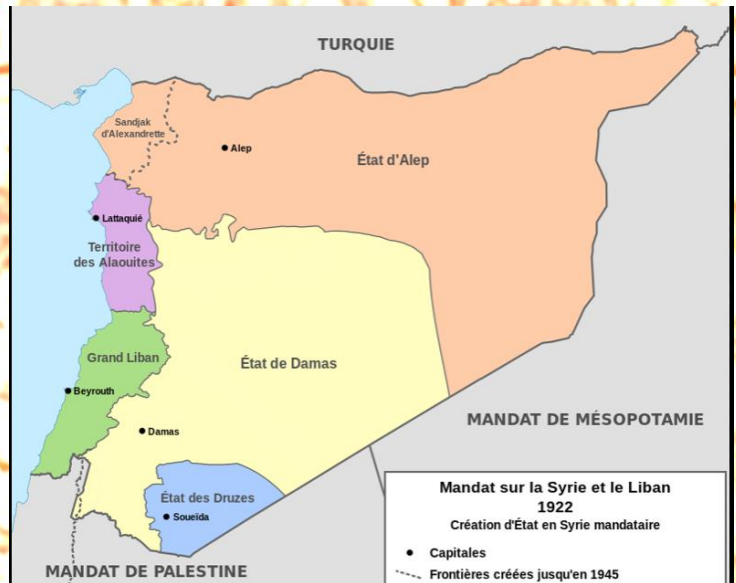 TURQUIE
Sandjak
d'Alexandrette
Alep
État d'Alep
Lattaquié
Territoire
des Alaouites
Grand Liban
État de Damas
Beyrouth
MANDAT DE MÉSOPOTAMIE
Damas
État des Druzes
Soueïda
MANDAT DE PALESTINE
Mandat sur la Syrie et le Liban
1922
Création d'État en Syrie mandataire
Capitales
Frontières créées jusqu'en 1945